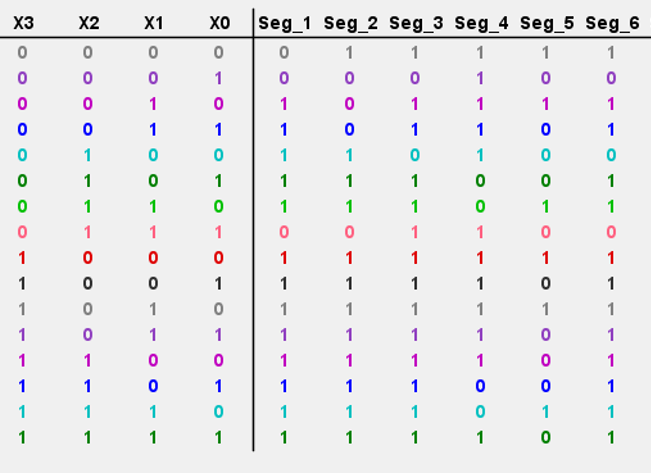 X3 X2 X1 X0 Seg_1 Seg_2 Seg_3 Seg_4 Seg_5 Seg_6
0 0 0 0 0 1 1 1 1 1
0 0 0 1 0 0 0 1 0 0
0 0 1 0 1 0 1 1 1 1
0 0 1 1 1 0 1 1 0 1
0 1 0 0 1 1 0 1 0 0
0 1 0 1 1 1 1 0 0 1
0 1 1 0 1 1 1 0 1 1
0 1 1 1 0 0 1 1 0 0
1 0 0 0 1 1 1 1 1 1
1 0 0 1 1 1 1 1 0 1
1 0 1 0 1 1 1 1 1 1
1 0 1 1 1 1 1 1 0 1
1 1 0 0 1 1 1 1 0 1
1 1 0 1 1 1 1 0 0 1
1 1 1 0 1 1 1 0 1 1
1 1 1 1 1 1 1 1 0 1